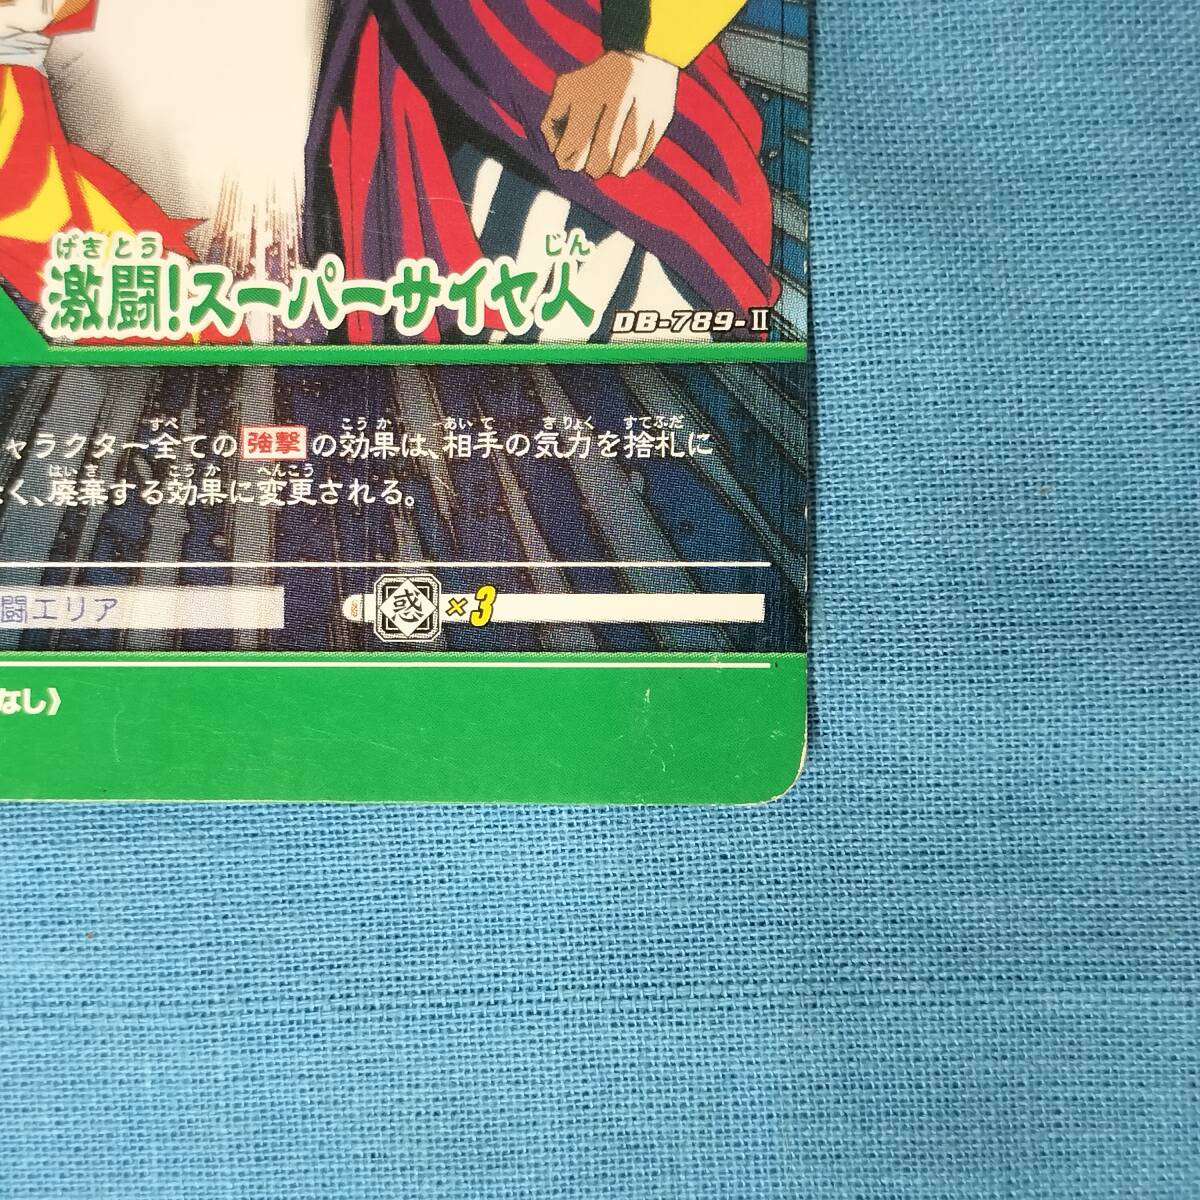 げきとう じん
激闘!スーパーサイヤ人
DB-789-II
すべ こうか あいて きりょく すてふだ
ャラクター全ての強撃の効果は、相手の気力を捨札に
はいき こうか へんこう
く、廃棄する効果に変更される。
闘エリア
惑×3
なし》